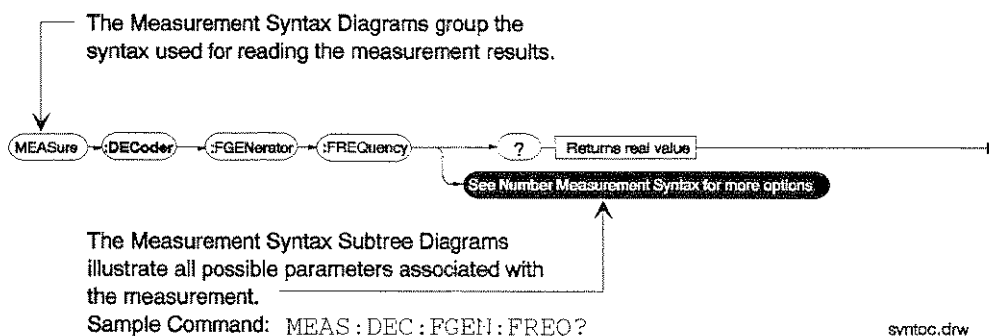 The Measurement Syntax Diagrams group the
syntax used for reading the measurement results.
MEASure :DECoder :FGENerator :FREQuency ? Returns real value
See Number Measurement Syntax for more options
The Measurement Syntax Subtree Diagrams
illustrate all possible parameters associated with
the measurement.
Sample Command: MEAS:DEC:FGEN:FREQ?
syntoc.drw